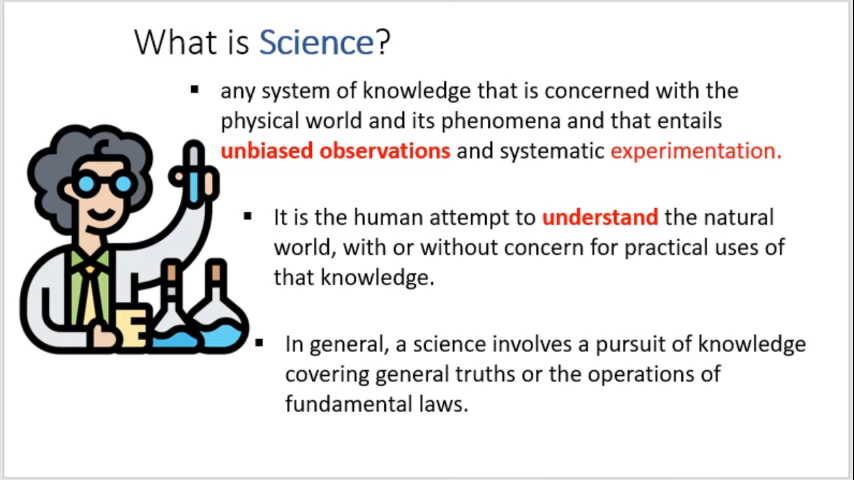 What is Science?
▪ any system of knowledge that is concerned with the
physical world and its phenomena and that entails
unbiased observations and systematic experimentation.
▪ It is the human attempt to understand the natural
world, with or without concern for practical uses of
that knowledge.
▪ In general, a science involves a pursuit of knowledge
covering general truths or the operations of
fundamental laws.